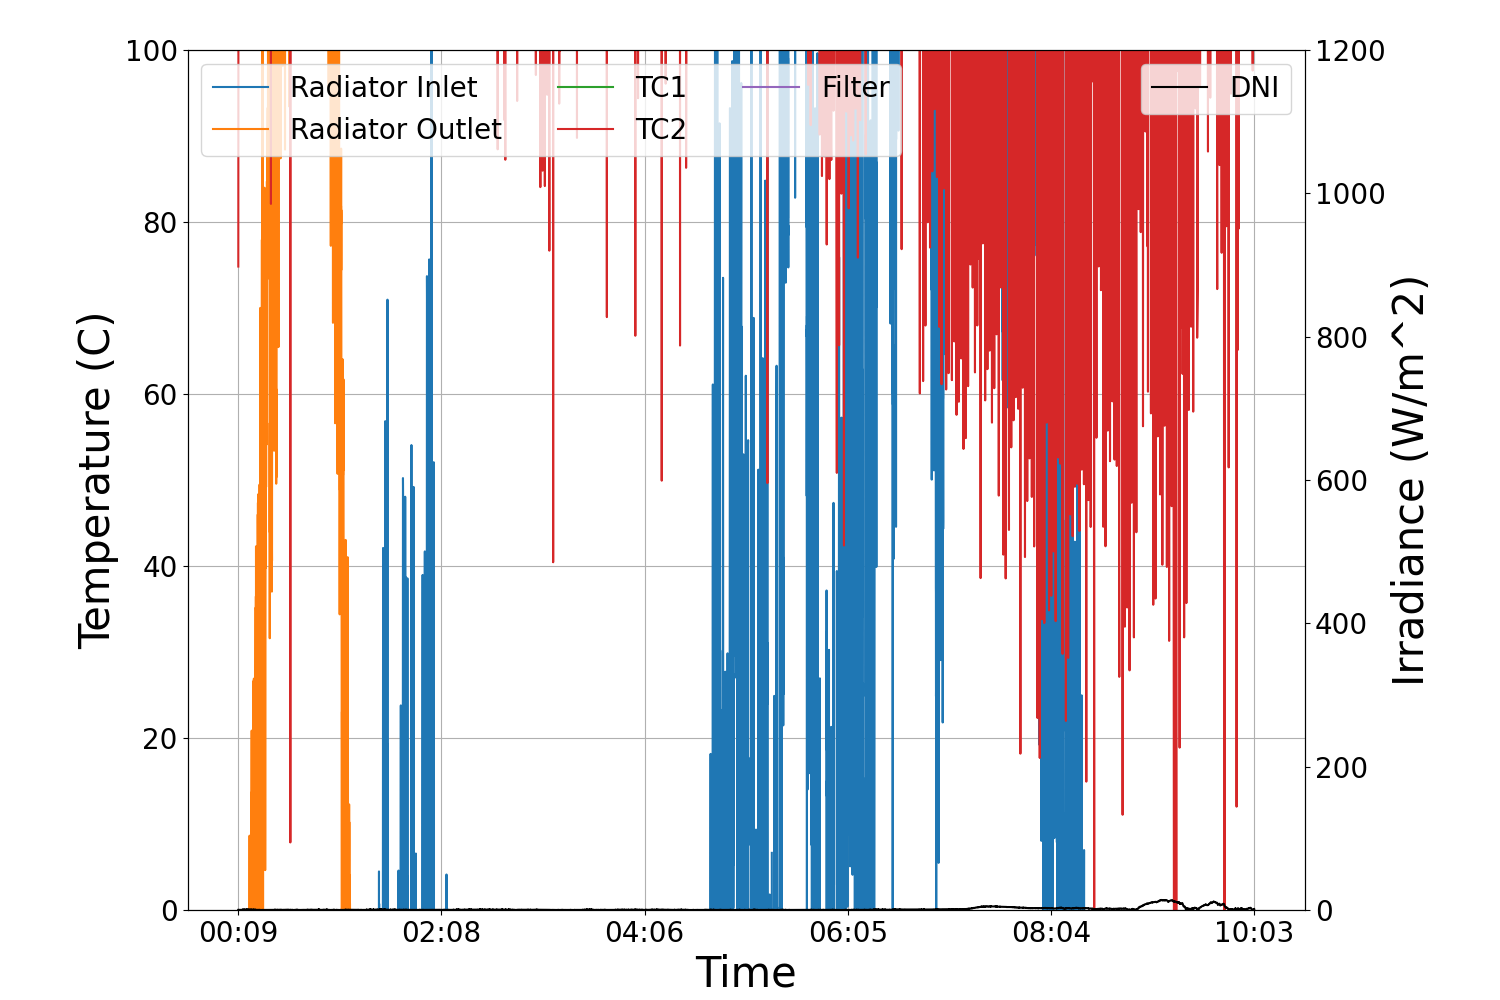 100
80
60
40
20
0
Temperature (C)
Radiator Inlet
Radiator Outlet
TC1
TC2
Filter
DNI
1200
1000
800
600
400
200
0
Irradiance (W/m^2)
00:09
02:08
04:06
06:05
08:04
10:03
Time